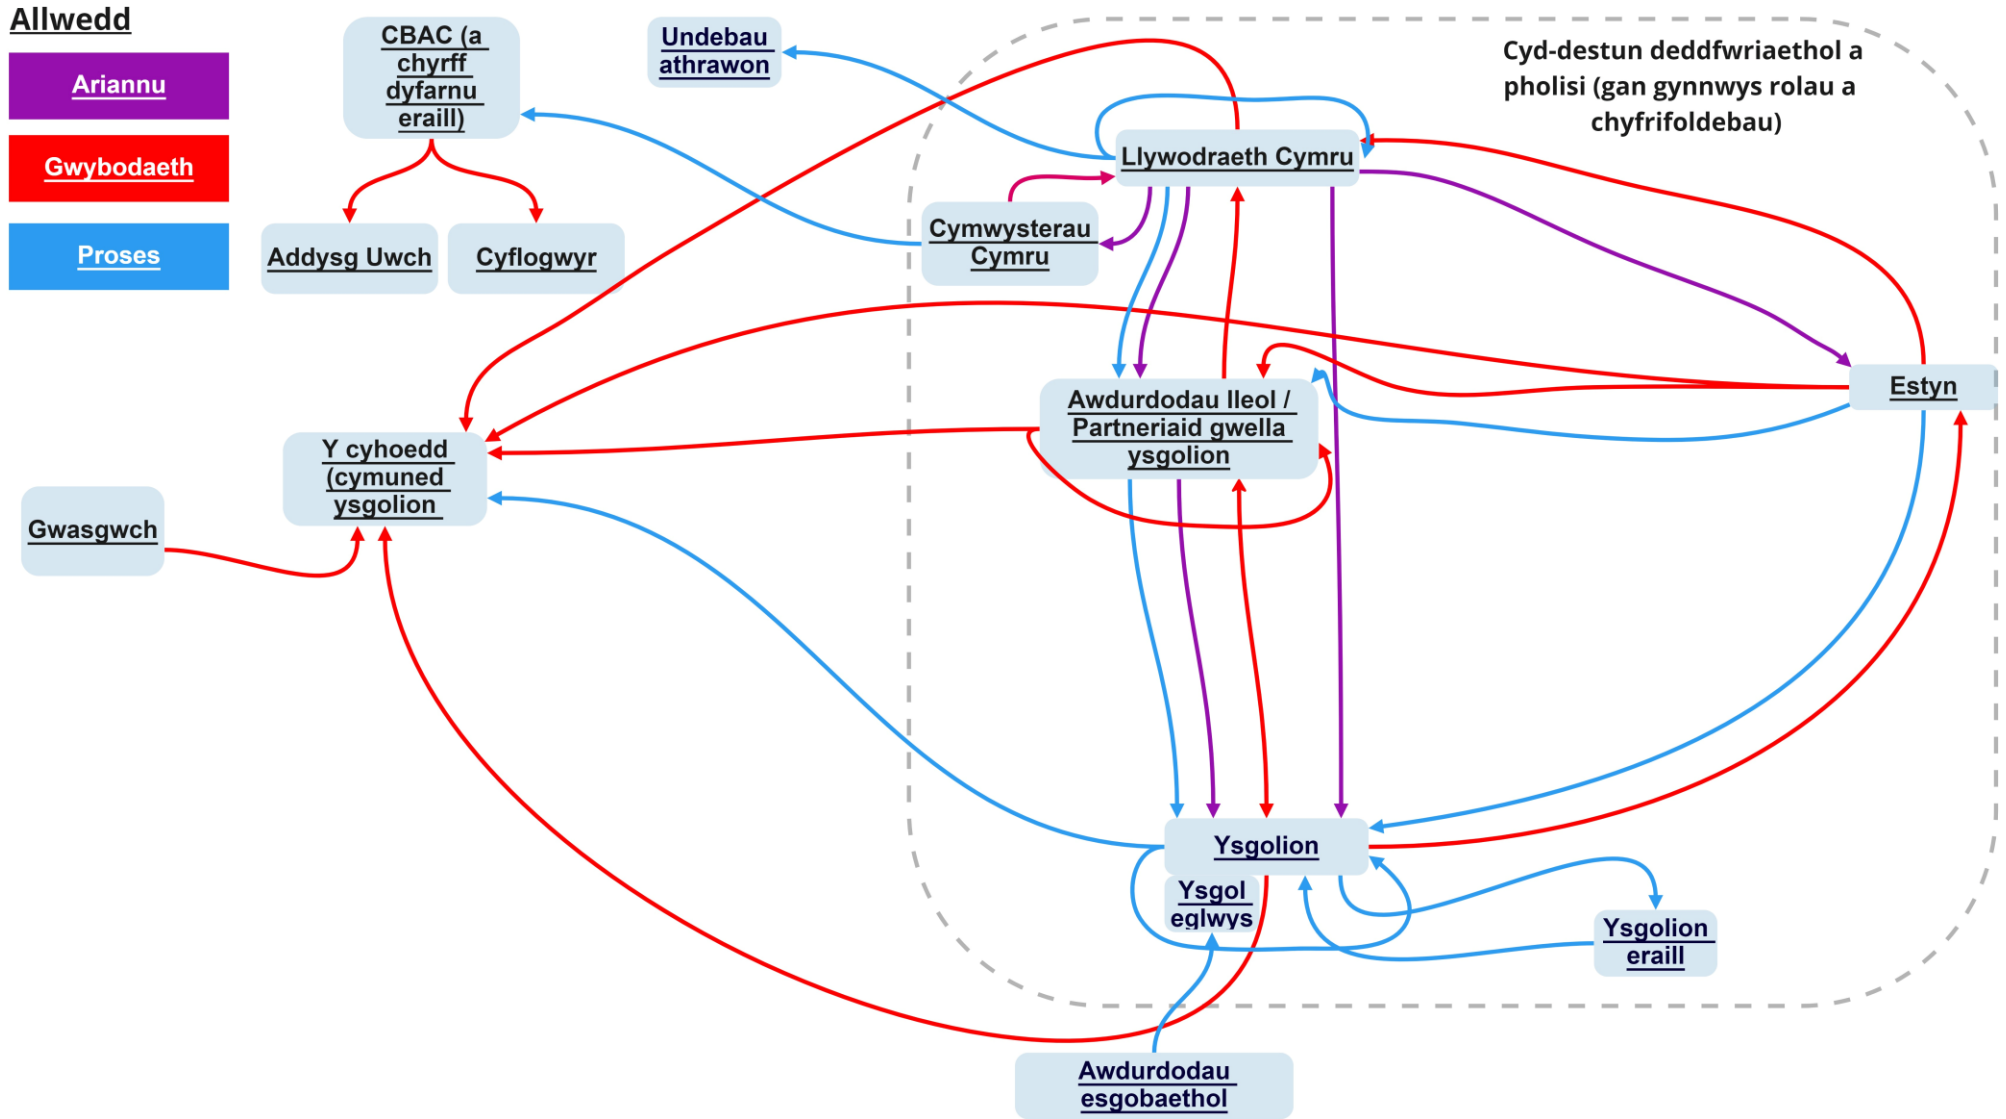 Allwedd
Ariannu
Gwybodaeth
Proses
CBAC (a
chyrff
dyfarnu
eraill)
Addysg Uwch
Cyflogwyr
Undebau
athrawon
Cyd-destun deddfwriaethol a
pholisi (gan gynnwys rolau a
chyfrifoldebau)
Llywodraeth Cymru
Cymwysterau
Cymru
Estyn
Awdurdodau lleol /
Partneriaid gwella
ysgolion
Y cyhoedd
(cymuned
ysgolion
Gwasgwch
Ysgolion
Ysgol
eglwys
Ysgolion
eraill
Awdurdodau
esgobaethol